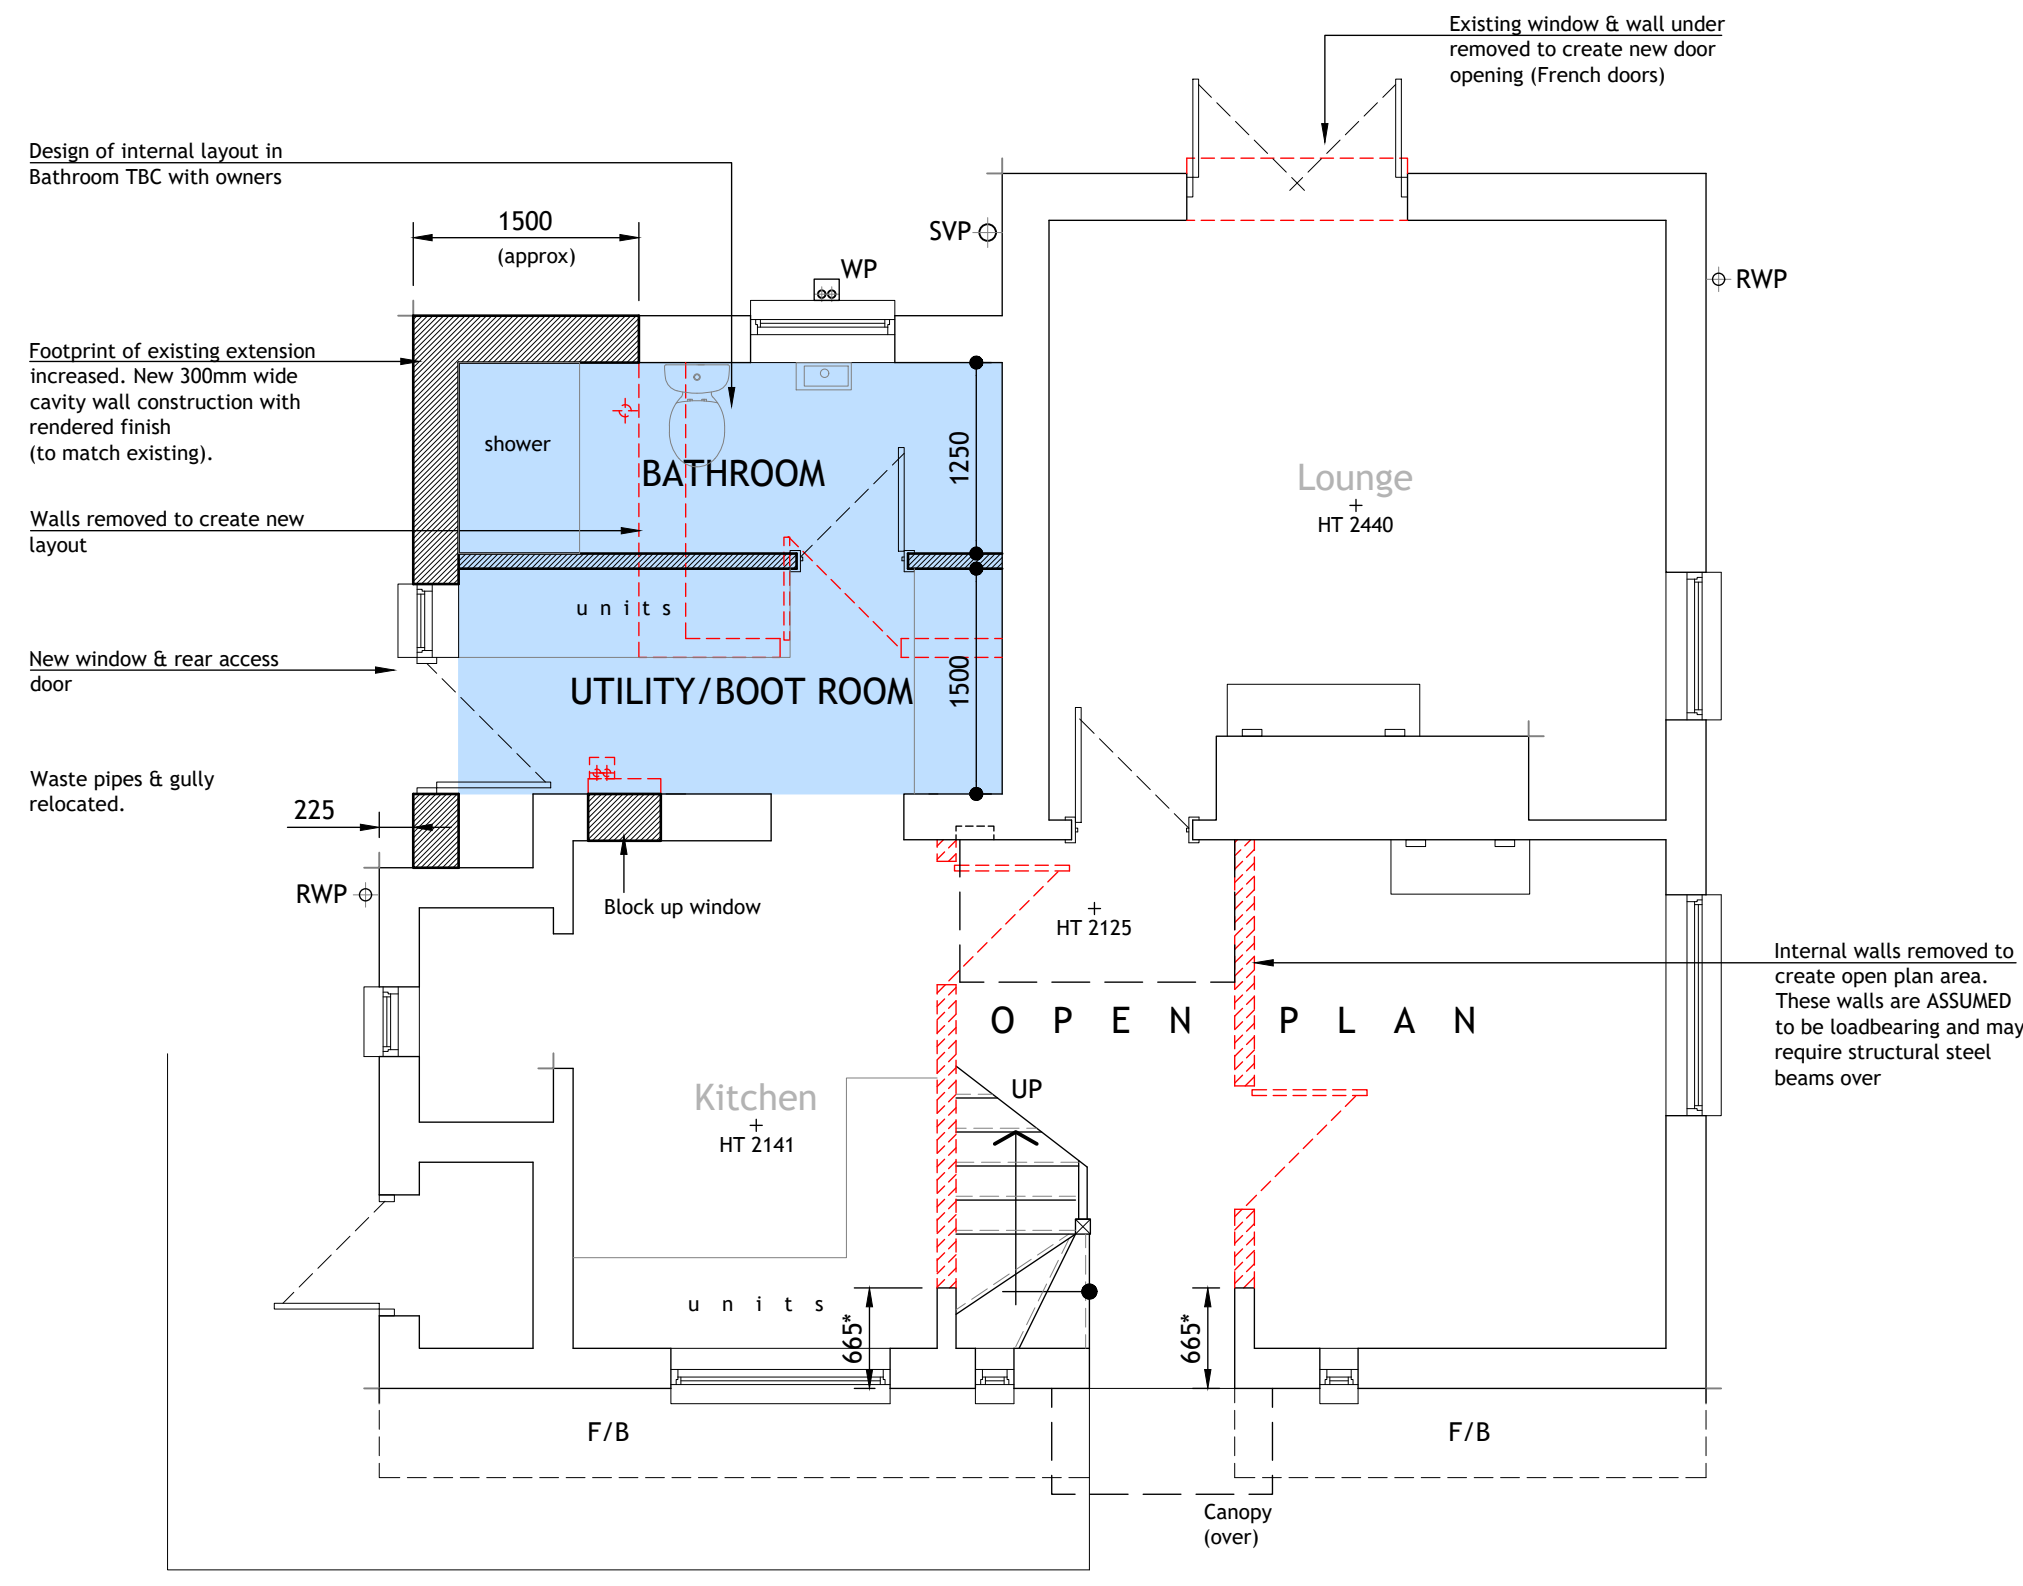 Existing window & wall under
removed to create new door
opening (French doors)
Design of internal layout in
Bathroom TBC with owners
1500
(approx)
SVP
WP
RWP
Footprint of existing extension
increased. New 300mm wide
cavity wall construction with
rendered finish
(to match existing).
shower
BATHROOM
1250
Lounge
HT 2440
Walls removed to create new
layout
units
New window & rear access
door
UTILITY/BOOT ROOM
1500
Waste pipes & gully
relocated.
225
RWP
Block up window
HT 2125
Internal walls removed to
create open plan area.
These walls are ASSUMED
to be loadbearing and may
require structural steel
beams over
OPEN PLAN
UP
Kitchen
HT 2141
units
665*
665*
F/B
F/B
Canopy
(over)